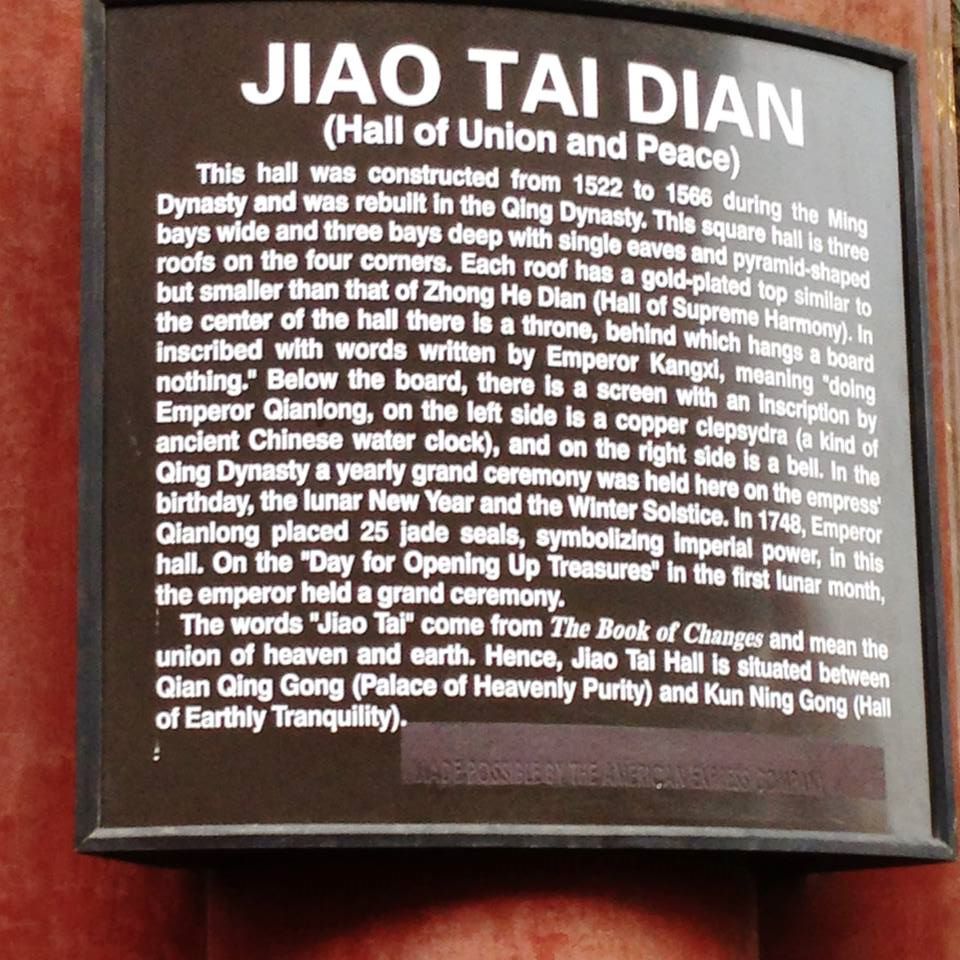 JIAO TAI DIAN
(Hall of Union and Peace)
This hall was constructed from 1522 to 1566 during the Ming
Dynasty and was rebuilt in the Qing Dynasty. This square hall is three
bays wide and three bays deep with single eaves and pyramid-shaped
roofs on the four corners. Each roof has a gold-plated top similar to
but smaller than that of Zhong He Dian (Hall of Supreme Harmony). In
the center of the hall there is a throne, behind which hangs a board
inscribed with words written by Emperor Kangxi, meaning "doing
nothing." Below the board, there is a screen with an inscription by
Emperor Qianlong, on the left side is a copper clepsydra (a kind of
ancient Chinese water clock), and on the right side is a bell. In the
Qing Dynasty a yearly grand ceremony was held here on the empress'
birthday, the lunar New Year and the Winter Solstice. In 1748, Emperor
Qianlong placed 25 jade seals, symbolizing imperial power, in this
hall. On the "Day for Opening Up Treasures" in the first lunar month,
the emperor held a grand ceremony.
The words "Jiao Tai" come from The Book of Changes and mean the
union of heaven and earth. Hence, Jiao Tai Hall is situated between
Qian Qing Gong (Palace of Heavenly Purity) and Kun Ning Gong (Hall
of Earthly Tranquility).
MADE POSSIBLE BY THE AMERICAN EXPRESS COMPANY